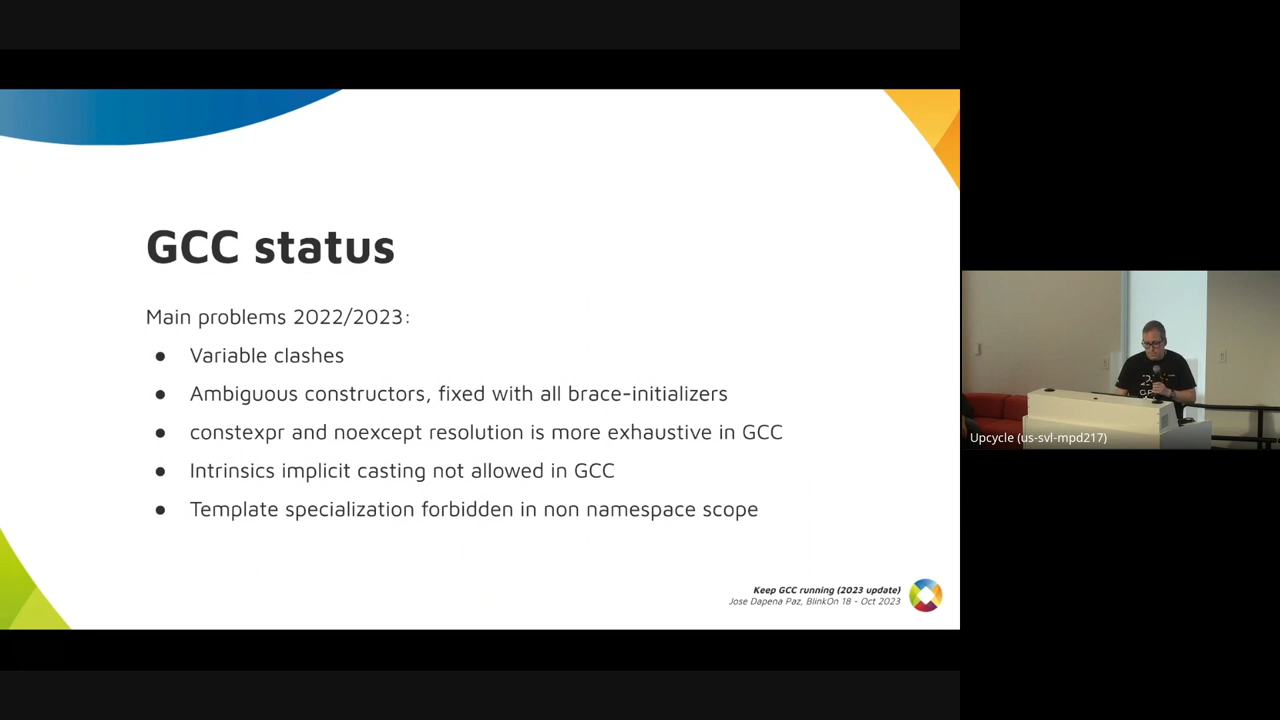 GCC status
Main problems 2022/2023:
● Variable clashes
● Ambiguous constructors, fixed with all brace-initializers
● constexpr and noexcept resolution is more exhaustive in GCC
● Intrinsics implicit casting not allowed in GCC
● Template specialization forbidden in non namespace scope
Keep GCC running (2023 update)
Jose Dapena Paz, BlinkOn 18 - Oct 2023
Upcycle (us-svl-mpd217)